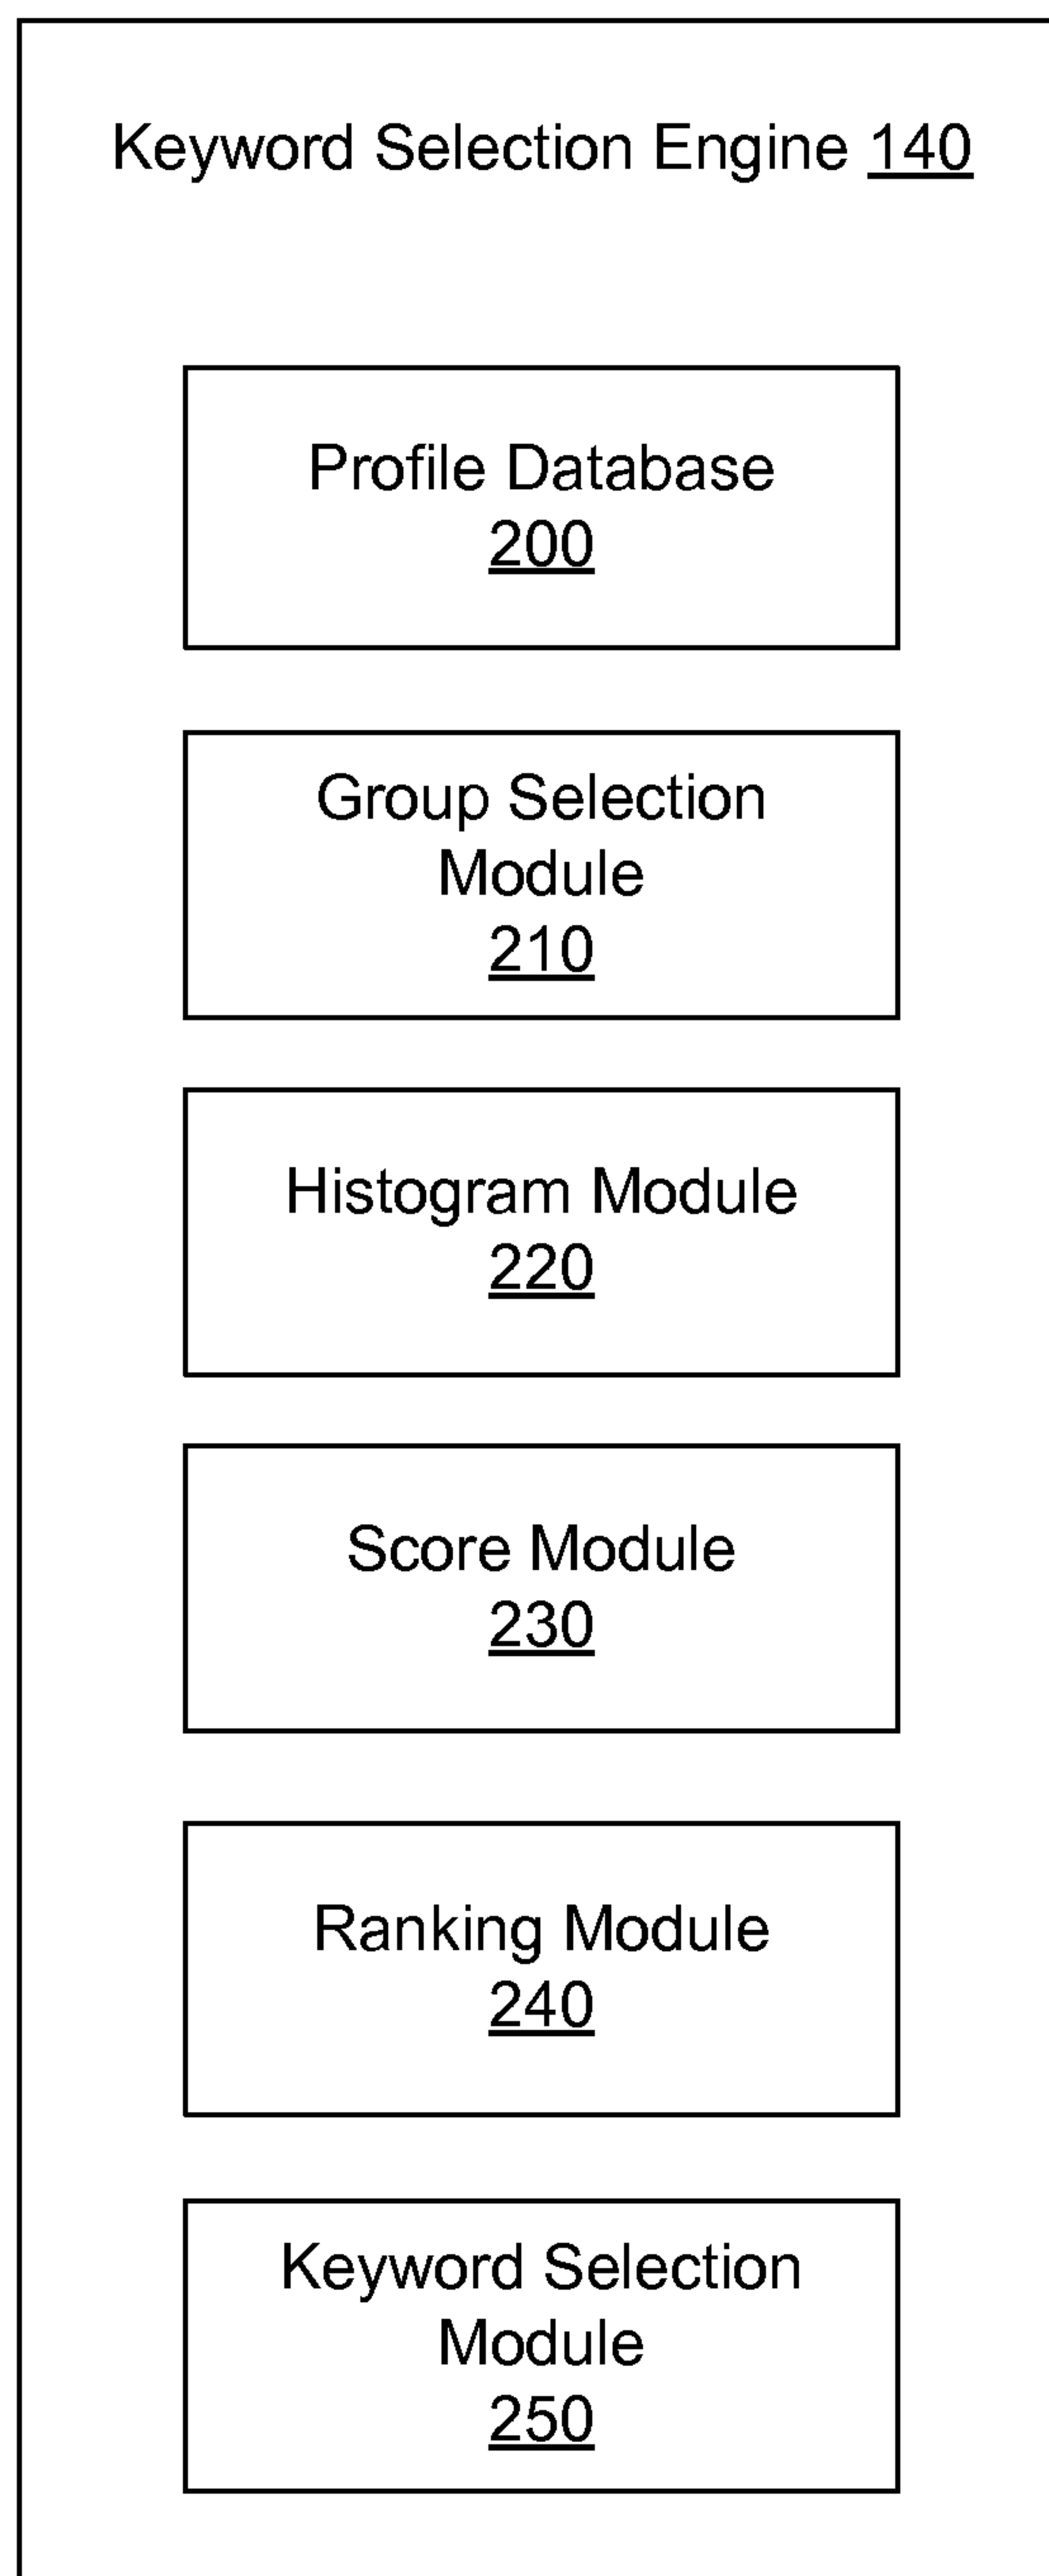 Keyword Selection Engine 140
Profile Database
200
Group Selection
Module
210
Histogram Module
220
Score Module
230
Ranking Module
240
Keyword Selection
Module
250